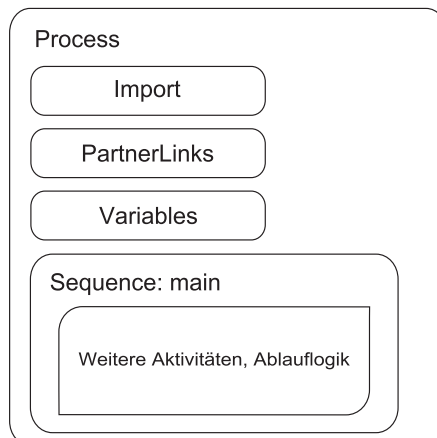 Process
Import
PartnerLinks
Variables
Sequence: main
Weitere Aktivitäten, Ablauflogik